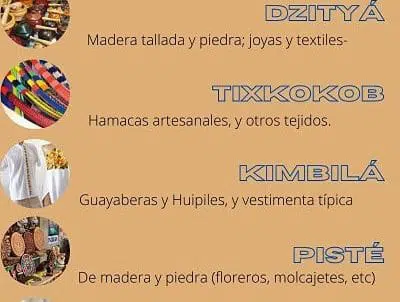 DZITYÁ
Madera tallada y piedra; joyas y textiles-
TIXKOKOB
Hamacas artesanales, y otros tejidos.
KIMBILÁ
Guayaberas y Huipiles, y vestimenta típica
PISTÉ
De madera y piedra (floreros, molcajetes, etc)